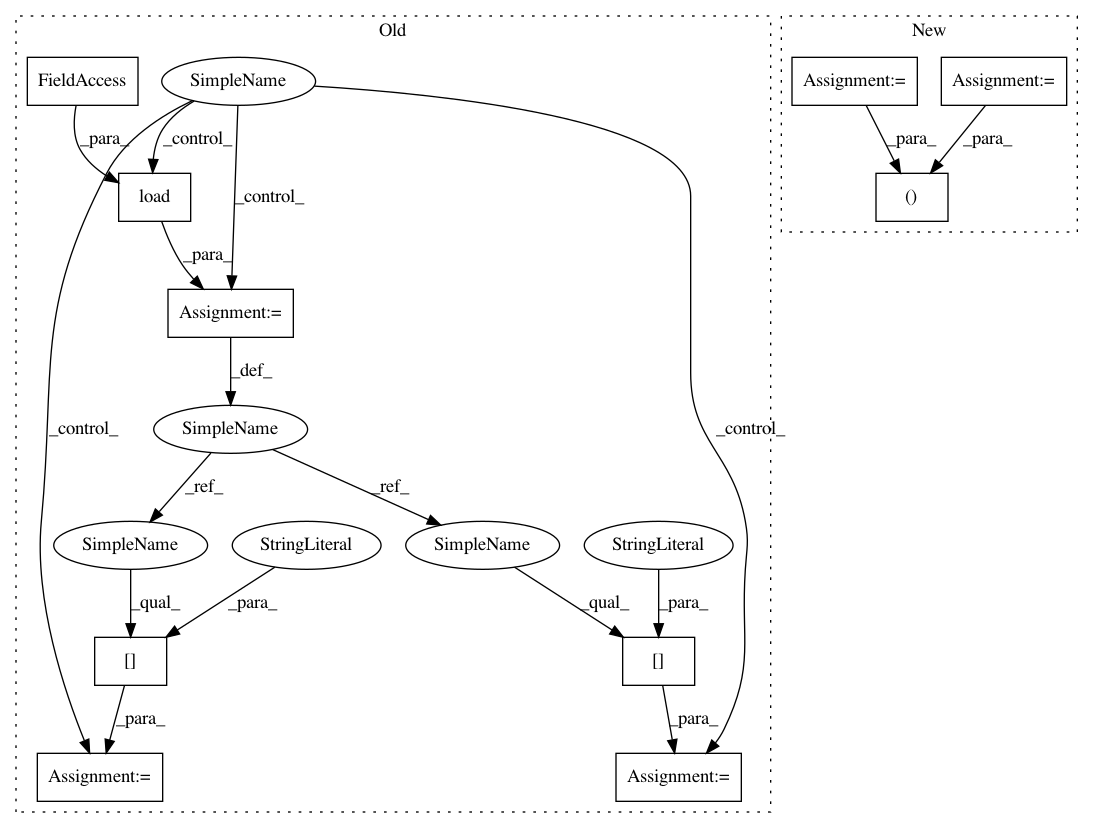 Old
New
FieldAccess
SimpleName
Assignment:=
Assignment:=
_para_
_control_
_control_
_para_
_para_
load
()
_para_
Assignment:=
_control_
_def_
_control_
SimpleName
_ref_
_ref_
SimpleName
StringLiteral
SimpleName
StringLiteral
_qual_
_para_
_qual_
_para_
[]
[]
_para_
_para_
Assignment:=
Assignment:=